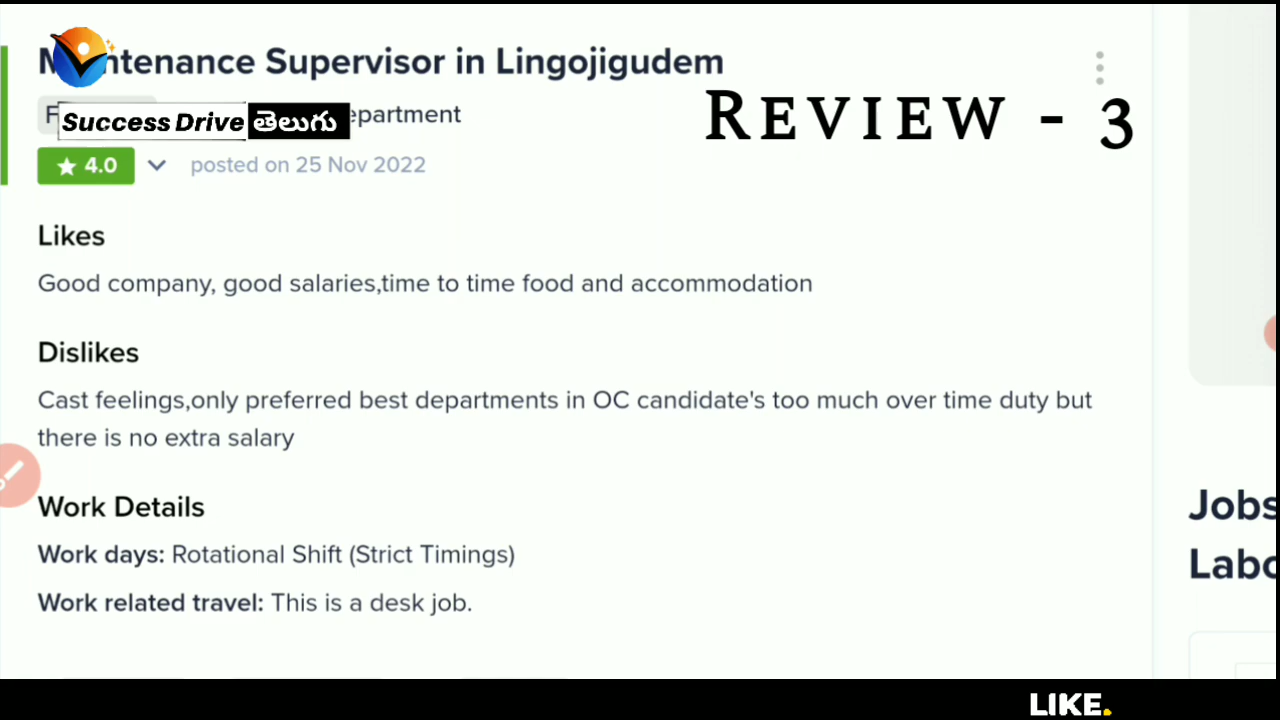 Maintenance Supervisor in Lingojigudem
REVIEW - 3
Success Drive తెలుగు
epartment
4.0
posted on 25 Nov 2022
Likes
Good company, good salaries,time to time food and accommodation
Dislikes
Cast feelings,only preferred best departments in OC candidate's too much over time duty but
there is no extra salary
Work Details
Work days: Rotational Shift (Strict Timings)
Work related travel: This is a desk job.
Jobs
Labo
LIKE.